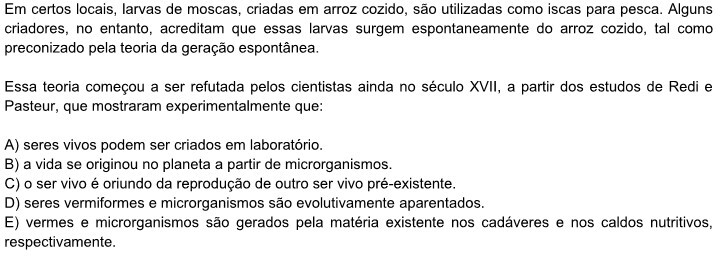 Em certos locais, larvas de moscas, criadas em arroz cozido, são utilizadas como iscas para pesca. Alguns
criadores, no entanto, acreditam que essas larvas surgem espontaneamente do arroz cozido, tal como
preconizado pela teoria da geração espontânea.
Essa teoria começou a ser refutada pelos cientistas ainda no século XVII, a partir dos estudos de Redi e
Pasteur, que mostraram experimentalmente que:
A) seres vivos podem ser criados em laboratório.
B) a vida se originou no planeta a partir de microrganismos.
C) o ser vivo é oriundo da reprodução de outro ser vivo pré-existente.
D) seres vermiformes e microrganismos são evolutivamente aparentados.
E) vermes e microrganismos são gerados pela matéria existente nos cadáveres e nos caldos nutritivos,
respectivamente.